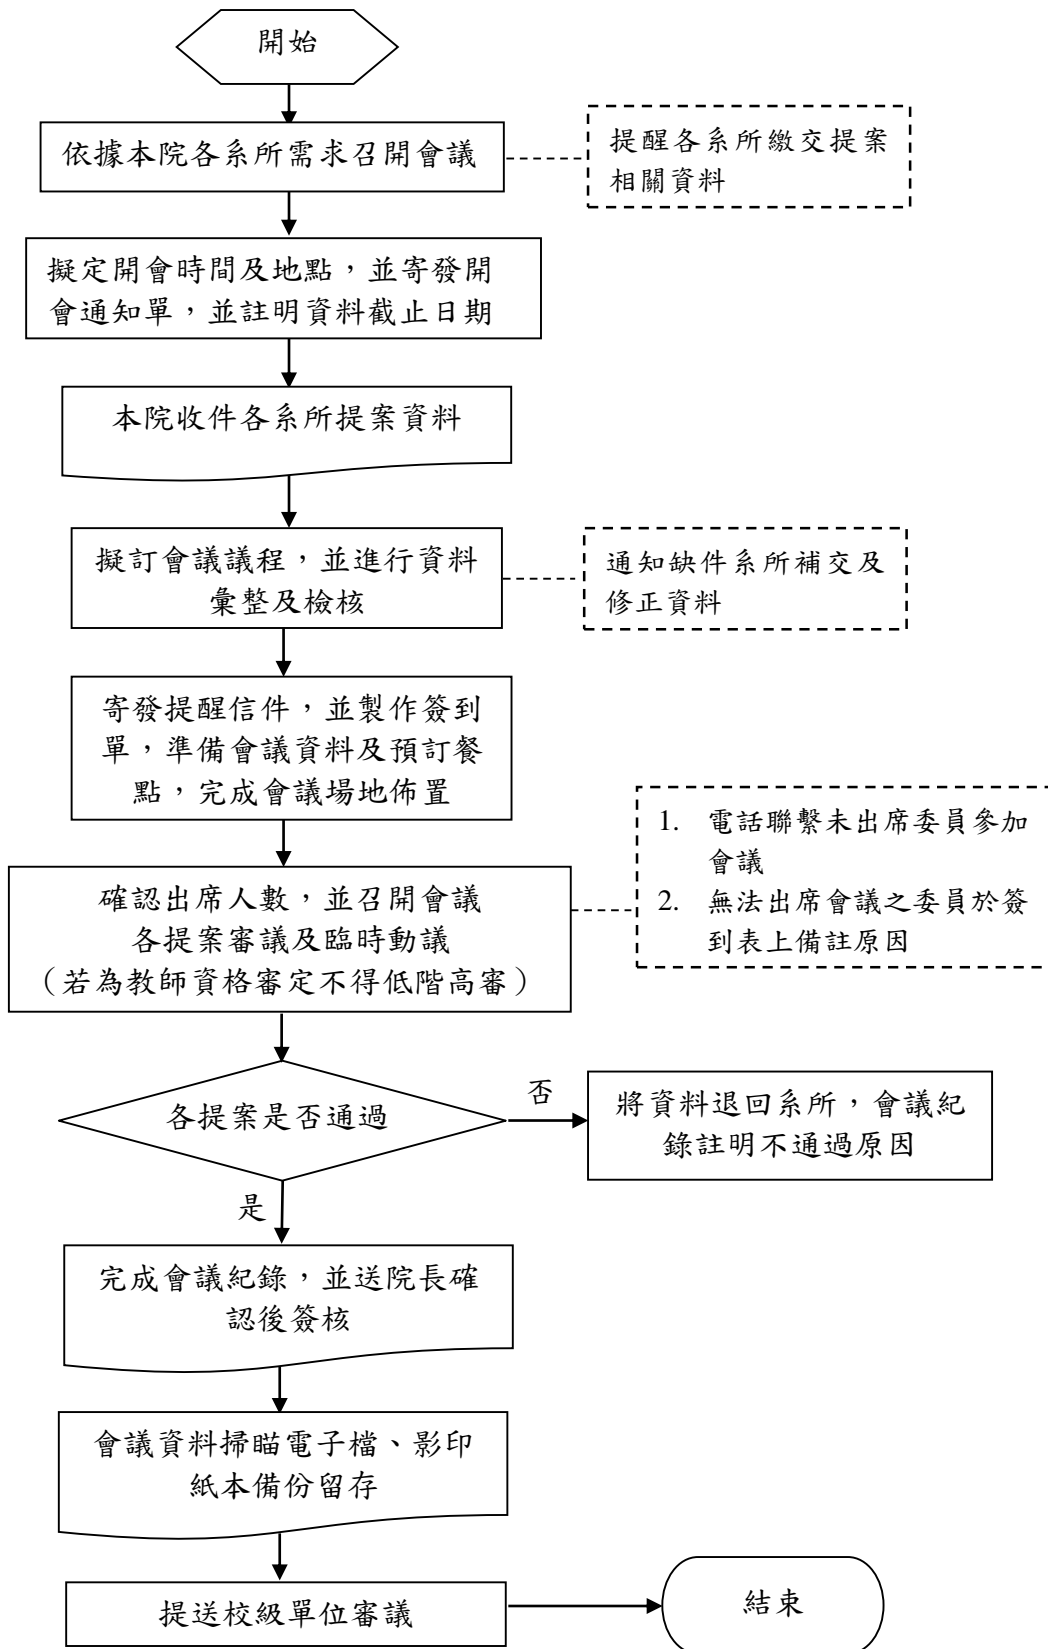 開始
依據本院各系所需求召開會議
提醒各系所繳交提案
相關資料
擬定開會時間及地點，並寄發開
會通知單，並註明資料截止日期
本院收件各系所提案資料
擬訂會議議程，並進行資料
彙整及檢核
通知缺件系所補交及
修正資料
寄發提醒信件，並製作簽到
單，準備會議資料及預訂餐
點，完成會議場地佈置
1. 電話聯繫未出席委員參加
會議
2. 無法出席會議之委員於簽
到表上備註原因
確認出席人數，並召開會議
各提案審議及臨時動議
（若為教師資格審定不得低階高審）
各提案是否通過
否
將資料退回系所，會議紀
錄註明不通過原因
是
完成會議紀錄，並送院長確
認後簽核
會議資料掃瞄電子檔、影印
紙本備份留存
提送校級單位審議
結束